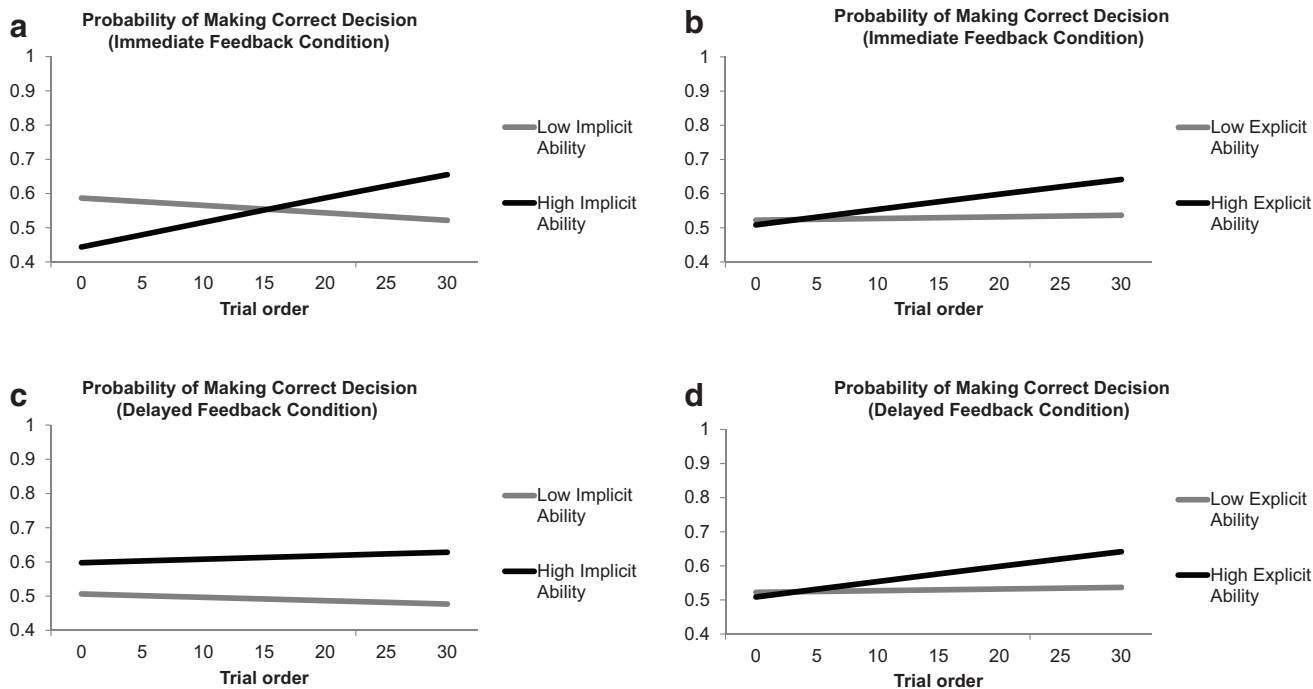 a
Probability of Making Correct Decision
(Immediate Feedback Condition)
1
0.9
0.8
0.7
0.6
0.5
0.4
0 5 10 15 20 25 30
Trial order
Low Implicit
Ability
High Implicit
Ability
b
Probability of Making Correct Decision
(Immediate Feedback Condition)
1
0.9
0.8
0.7
0.6
0.5
0.4
0 5 10 15 20 25 30
Trial order
Low Explicit
Ability
High Explicit
Ability
c
Probability of Making Correct Decision
(Delayed Feedback Condition)
1
0.9
0.8
0.7
0.6
0.5
0.4
0 5 10 15 20 25 30
Trial order
Low Implicit
Ability
High Implicit
Ability
d
Probability of Making Correct Decision
(Delayed Feedback Condition)
1
0.9
0.8
0.7
0.6
0.5
0.4
0 5 10 15 20 25 30
Trial order
Low Explicit
Ability
High Explicit
Ability